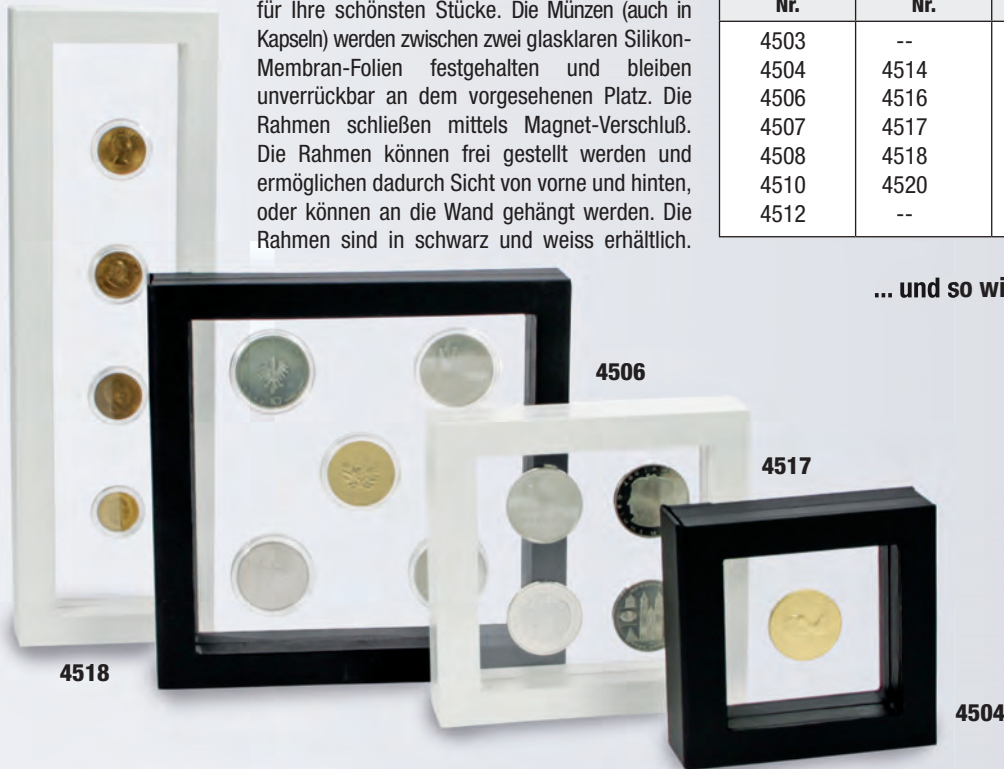 für Ihre schönsten Stücke. Die Münzen (auch in
Kapseln) werden zwischen zwei glasklaren Silikon-
Membran-Folien festgehalten und bleiben
unverrückbar an dem vorgesehenen Platz. Die
Rahmen schließen mittels Magnet-Verschluß.
Die Rahmen können frei gestellt werden und
ermöglichen dadurch Sicht von vorne und hinten,
oder können an die Wand gehängt werden. Die
Rahmen sind in schwarz und weiss erhältlich.
Nr. Nr.
4503 --
4504 4514
4506 4516
4507 4517
4508 4518
4510 4520
4512 --
... und so wi
4506
4517
4518
4504